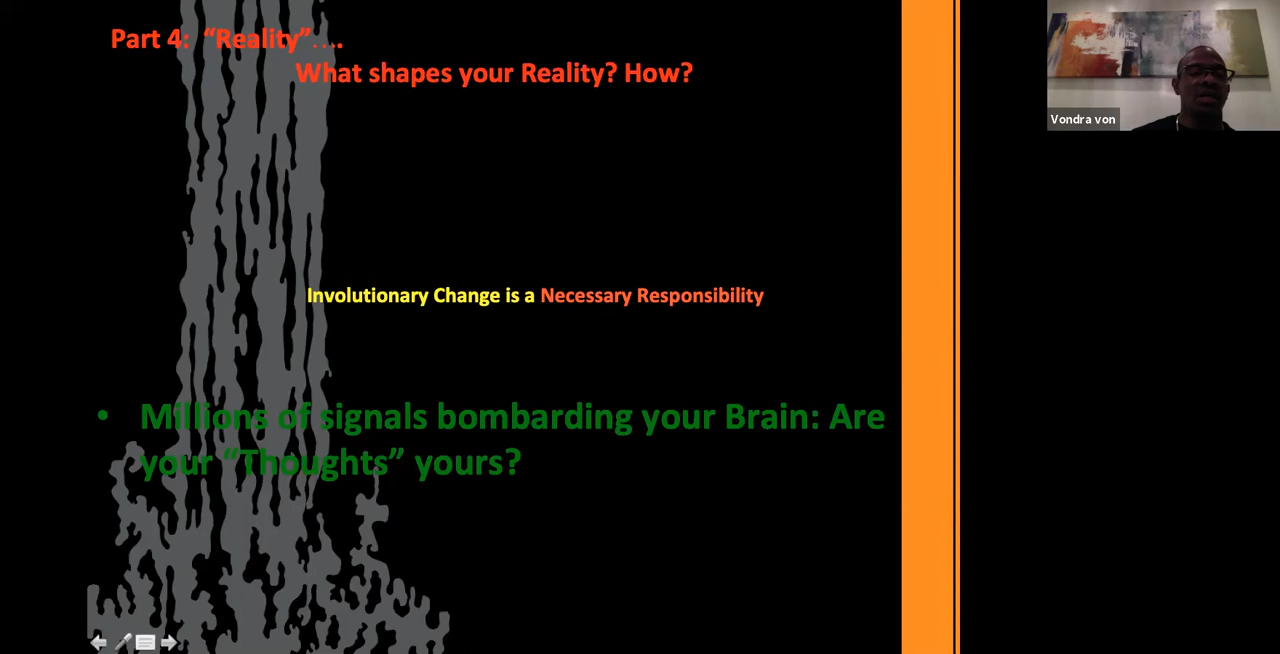 Part 4: “Reality”….
What shapes your Reality? How?
Involutionary Change is a Necessary Responsibility
• Millions of signals bombarding your Brain: Are
your “Thoughts” yours?
Vondra von